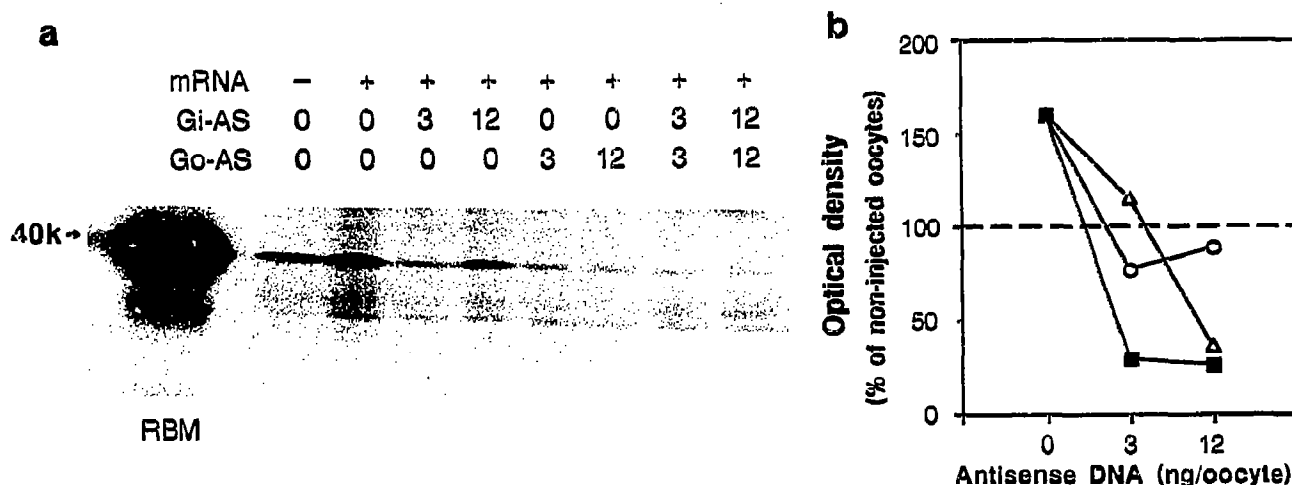 a
mRNA − + + + + + + +
Gi-AS 0 0 3 12 0 0 3 12
Go-AS 0 0 0 0 3 12 3 12
40k→
RBM
b
200
150
100
50
0
Optical density
(% of non-injected oocytes)
0 3 12
Antisense DNA (ng/oocyte)